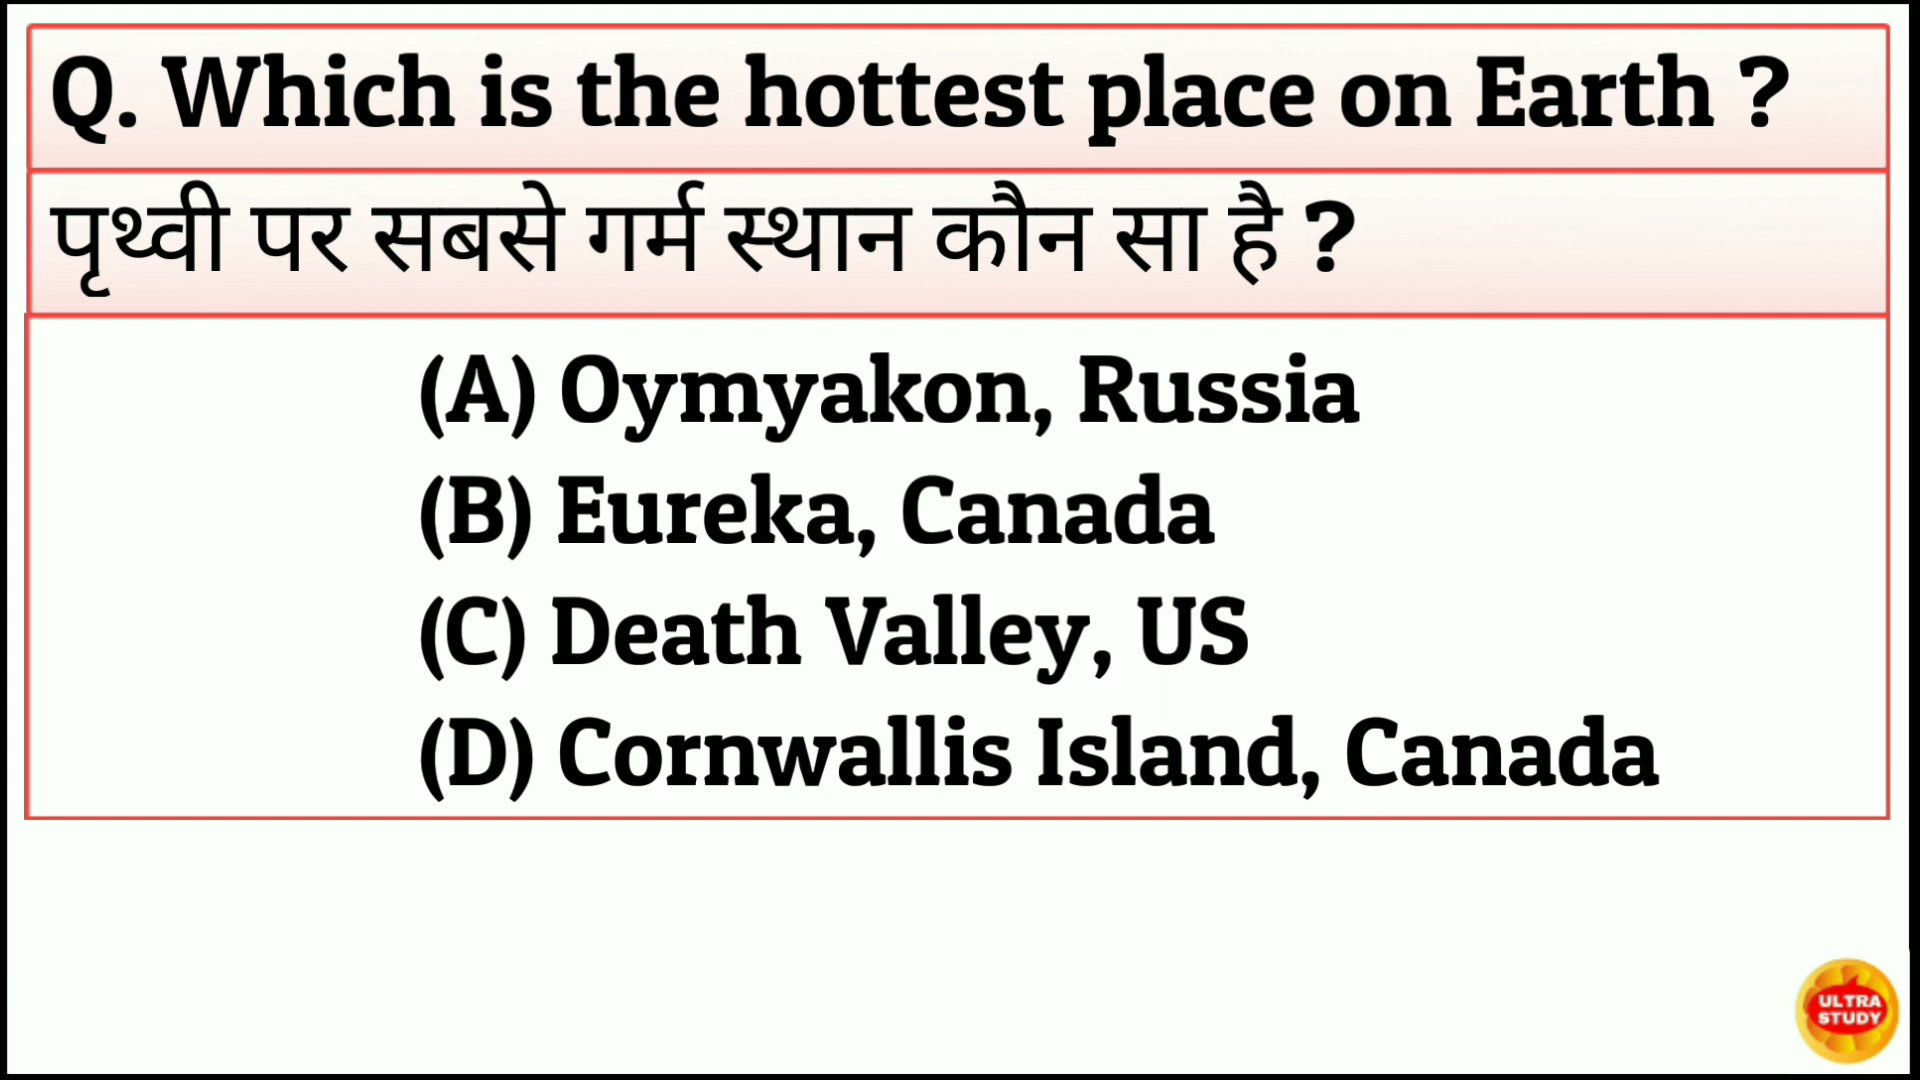 Q. Which is the hottest place on Earth ?
पृथ्वी पर सबसे गर्म स्थान कौन सा है ?
(A) Oymyakon, Russia
(B) Eureka, Canada
(C) Death Valley, US
(D) Cornwallis Island, Canada
ULTRA
STUDY